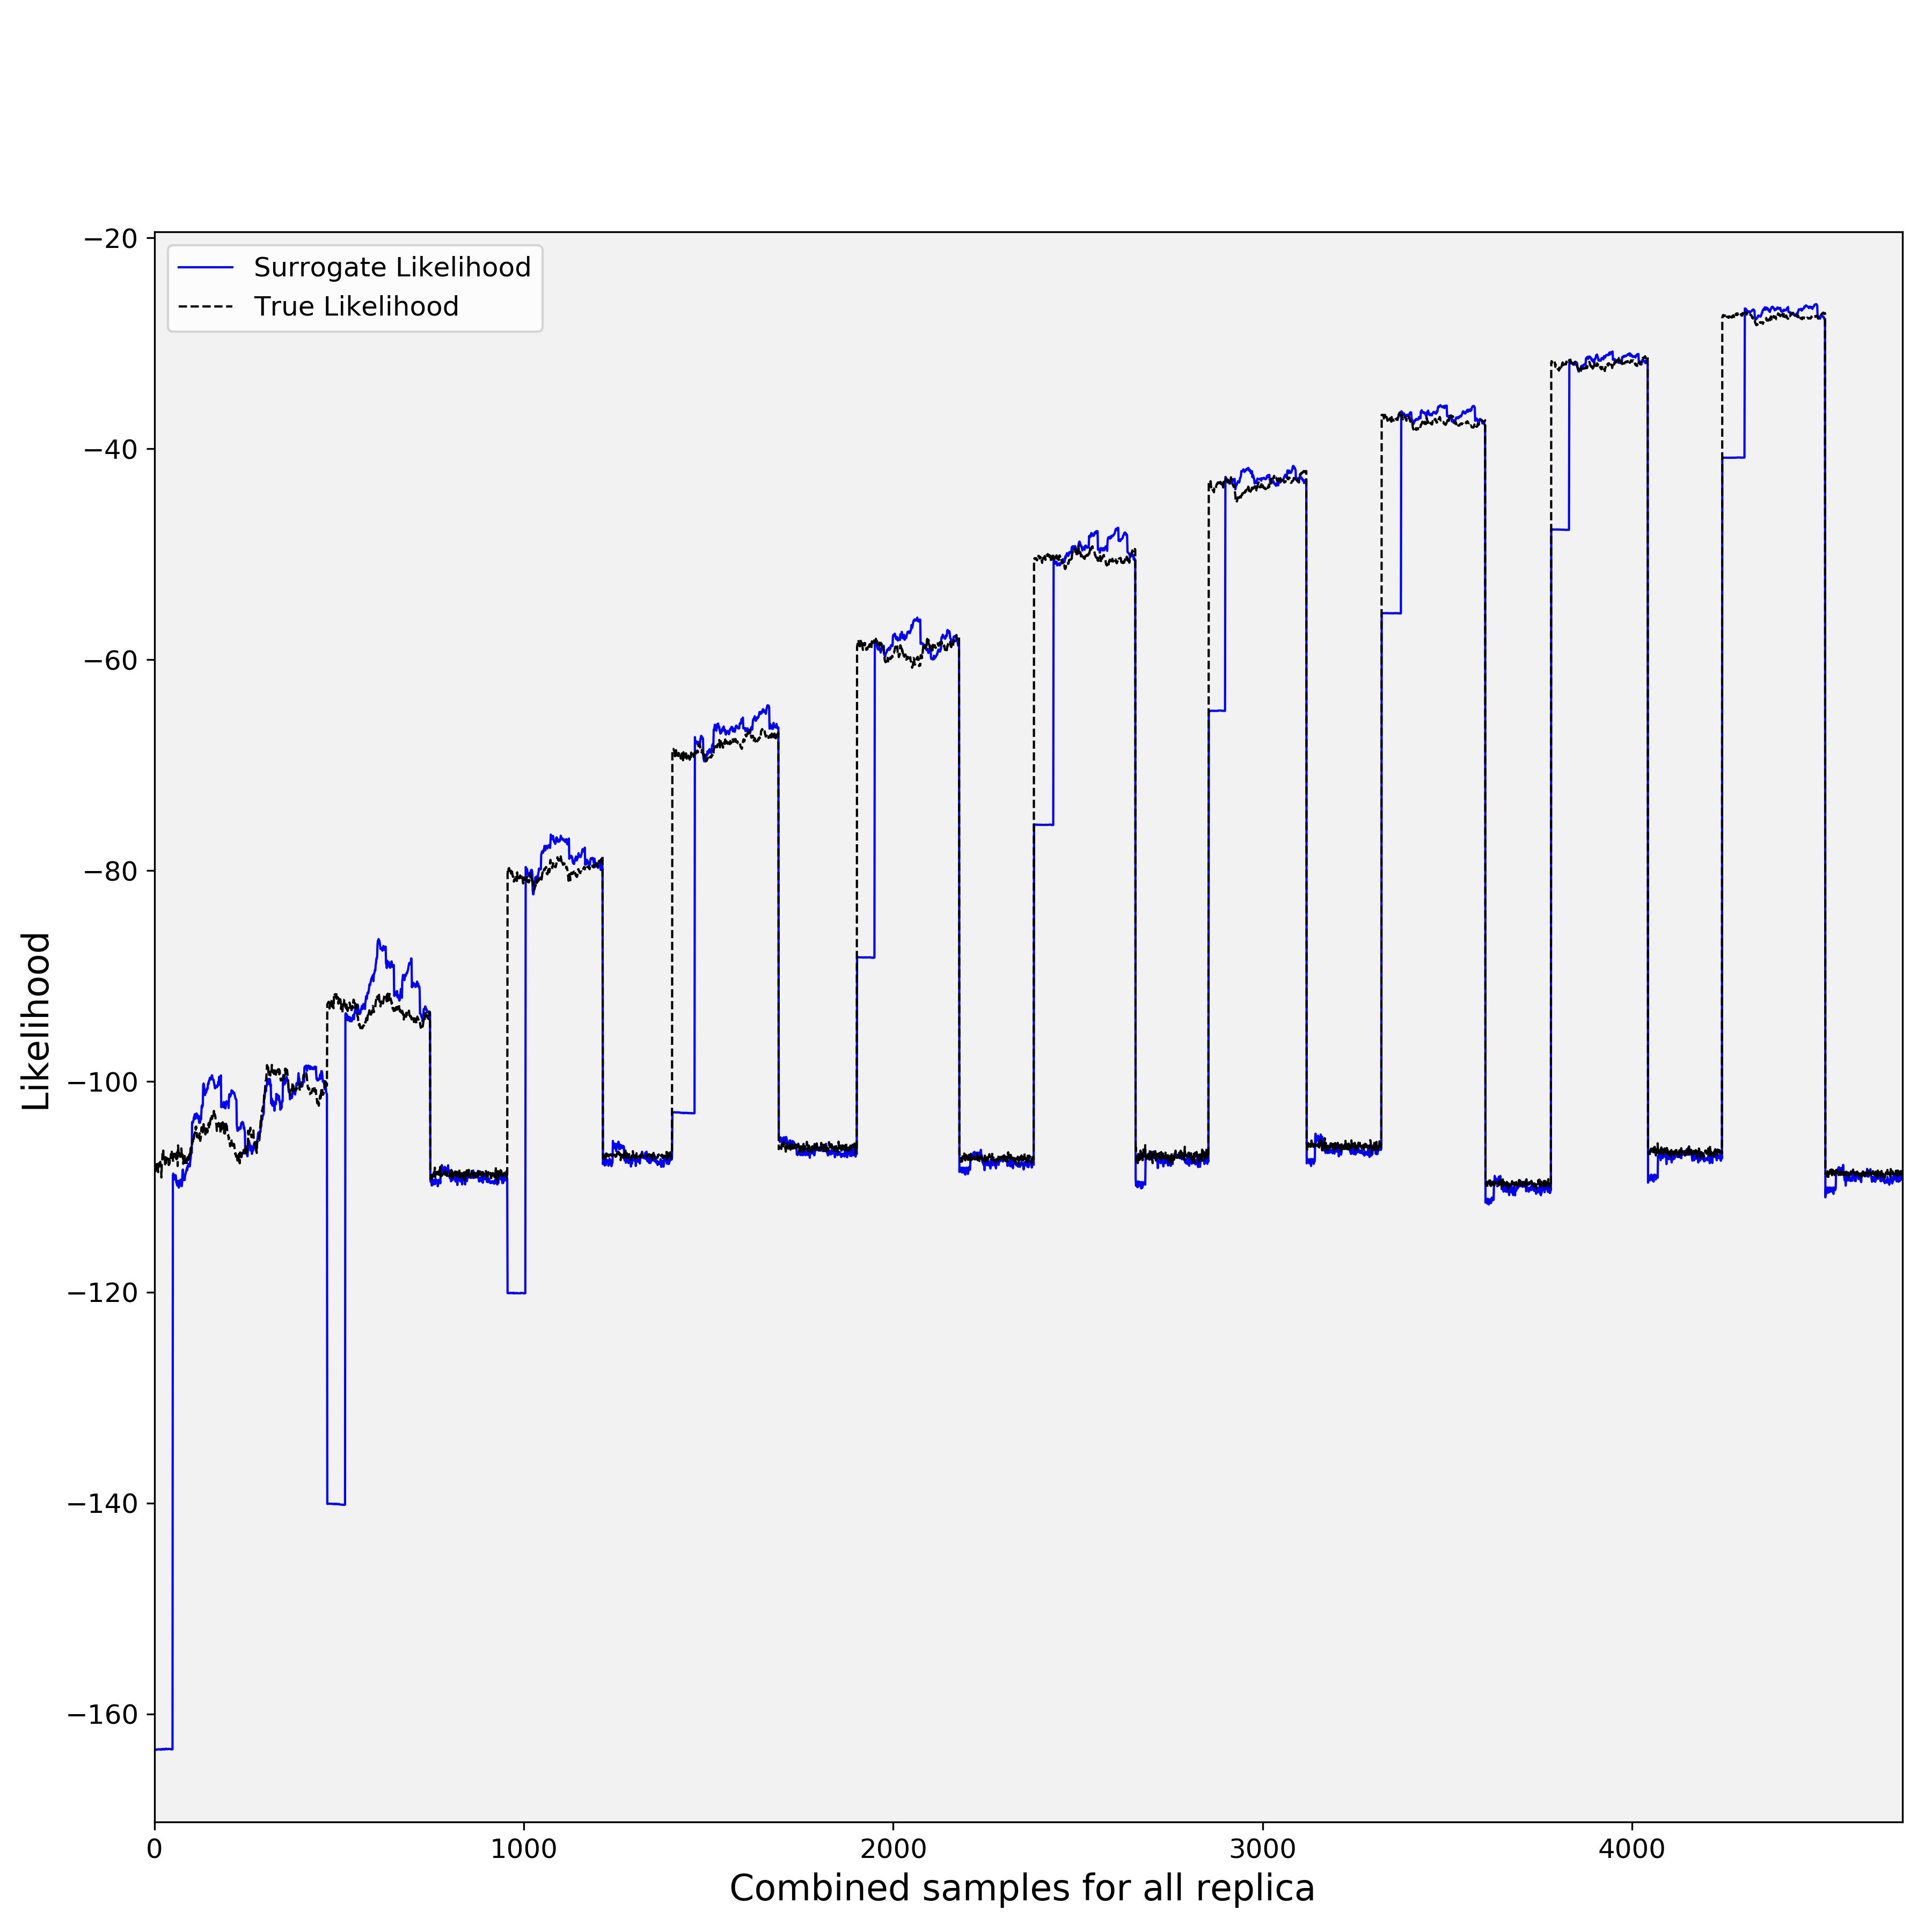 Surrogate Likelihood
True Likelihood
−20
−40
−60
−80
−100
−120
−140
−160
Likelihood
0 1000 2000 3000 4000
Combined samples for all replica